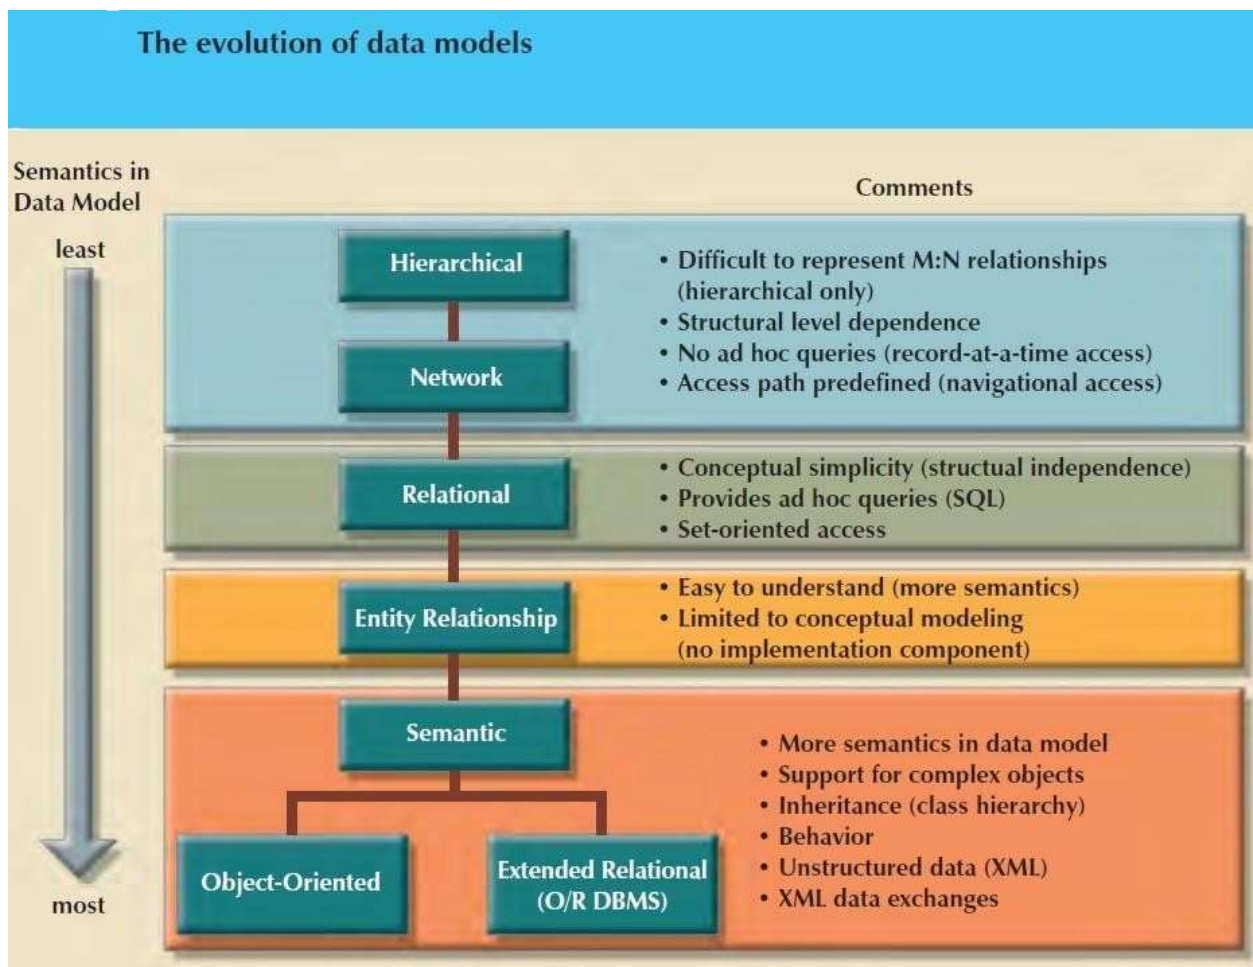 The evolution of data models
Semantics in
Data Model
least
most
Comments
Hierarchical
Network
• Difficult to represent M:N relationships
(hierarchical only)
• Structural level dependence
• No ad hoc queries (record-at-a-time access)
• Access path predefined (navigational access)
Relational
• Conceptual simplicity (structual independence)
• Provides ad hoc queries (SQL)
• Set-oriented access
Entity Relationship
• Easy to understand (more semantics)
• Limited to conceptual modeling
(no implementation component)
Semantic
Object-Oriented
Extended Relational
(O/R DBMS)
• More semantics in data model
• Support for complex objects
• Inheritance (class hierarchy)
• Behavior
• Unstructured data (XML)
• XML data exchanges